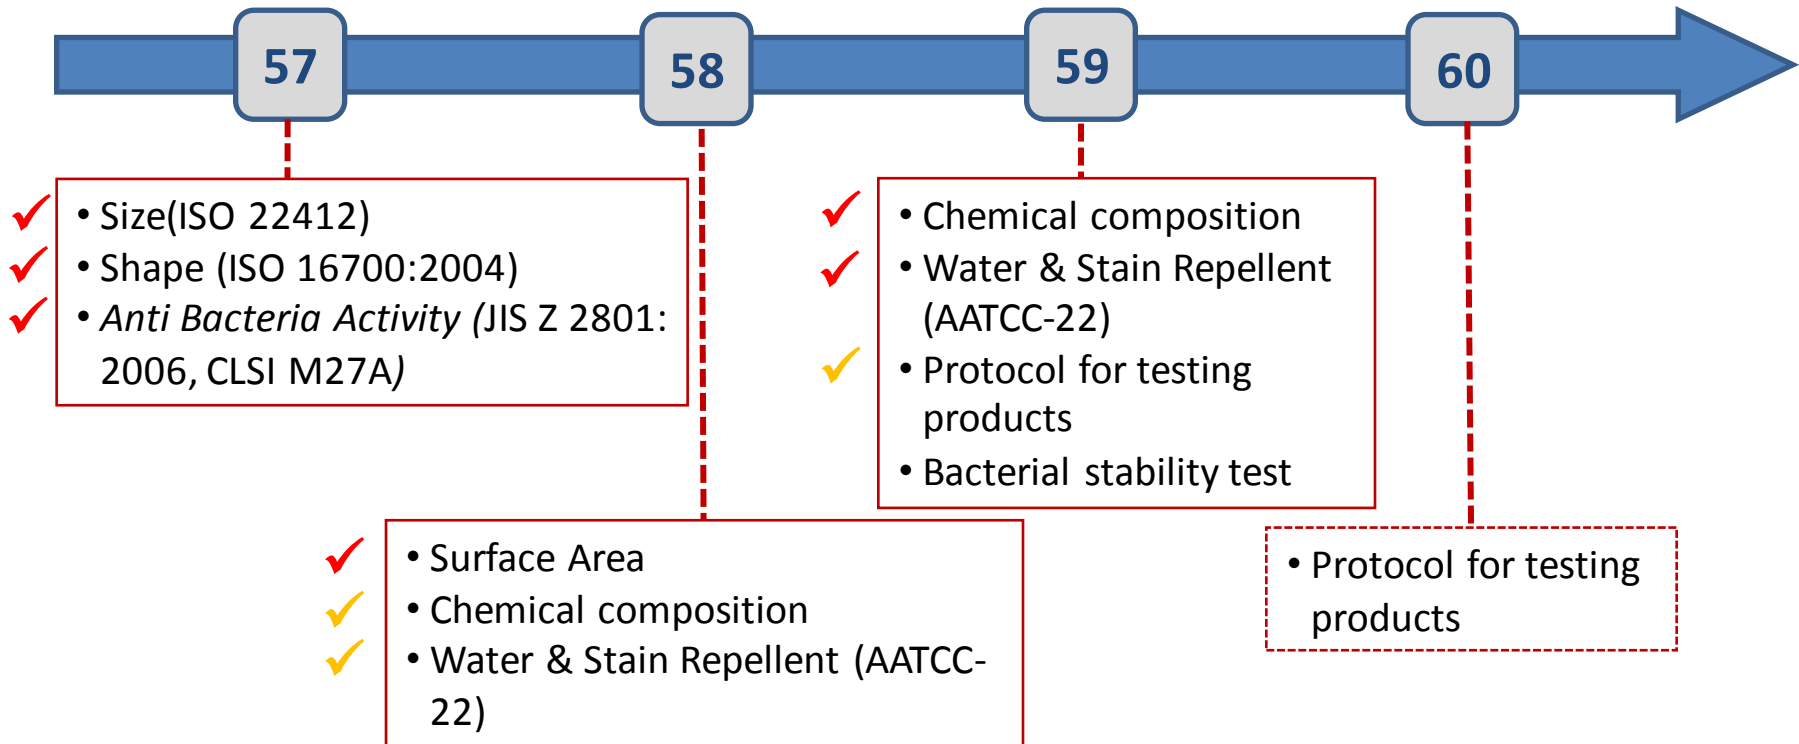 57
58
59
60
• Size(ISO 22412)
• Shape (ISO 16700:2004)
• Anti Bacteria Activity (JIS Z 2801:
2006, CLSI M27A)
• Surface Area
• Chemical composition
• Water & Stain Repellent (AATCC-
22)
• Chemical composition
• Water & Stain Repellent
(AATCC-22)
• Protocol for testing
products
• Bacterial stability test
• Protocol for testing
products